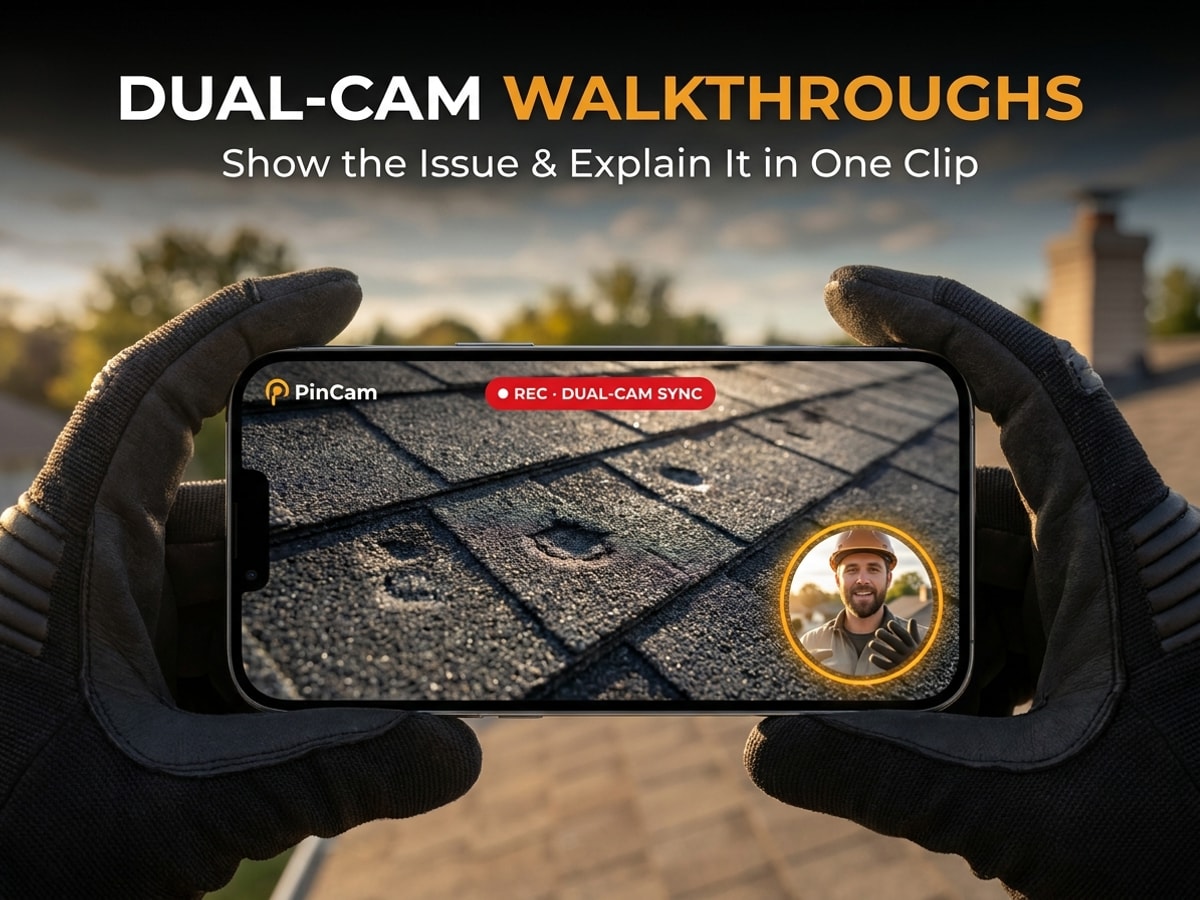 DUAL-CAM WALKTHROUGHS
Show the Issue & Explain It in One Clip
PinCam
REC · DUAL-CAM SYNC